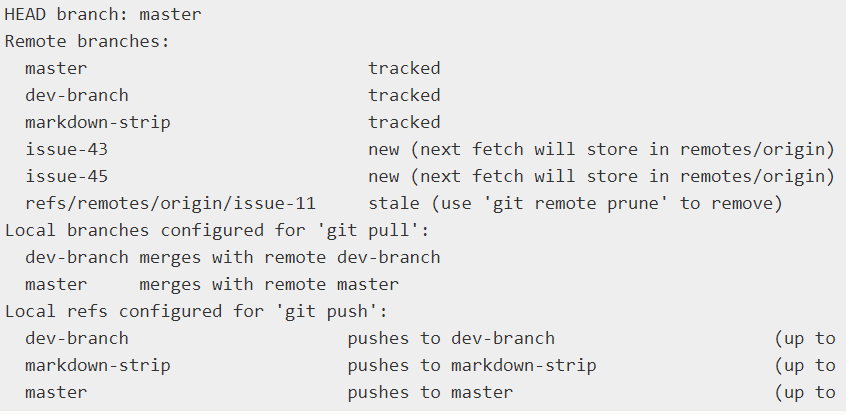 HEAD branch: master
Remote branches:
  master                           tracked
  dev-branch                       tracked
  markdown-strip                   tracked
  issue-43                         new (next fetch will store in remotes/origin)
  issue-45                         new (next fetch will store in remotes/origin)
  refs/remotes/origin/issue-11     stale (use 'git remote prune' to remove)
Local branches configured for 'git pull':
  dev-branch merges with remote dev-branch
  master     merges with remote master
Local refs configured for 'git push':
  dev-branch                     pushes to dev-branch                     (up to
  markdown-strip                 pushes to markdown-strip                 (up to
  master                         pushes to master                         (up to